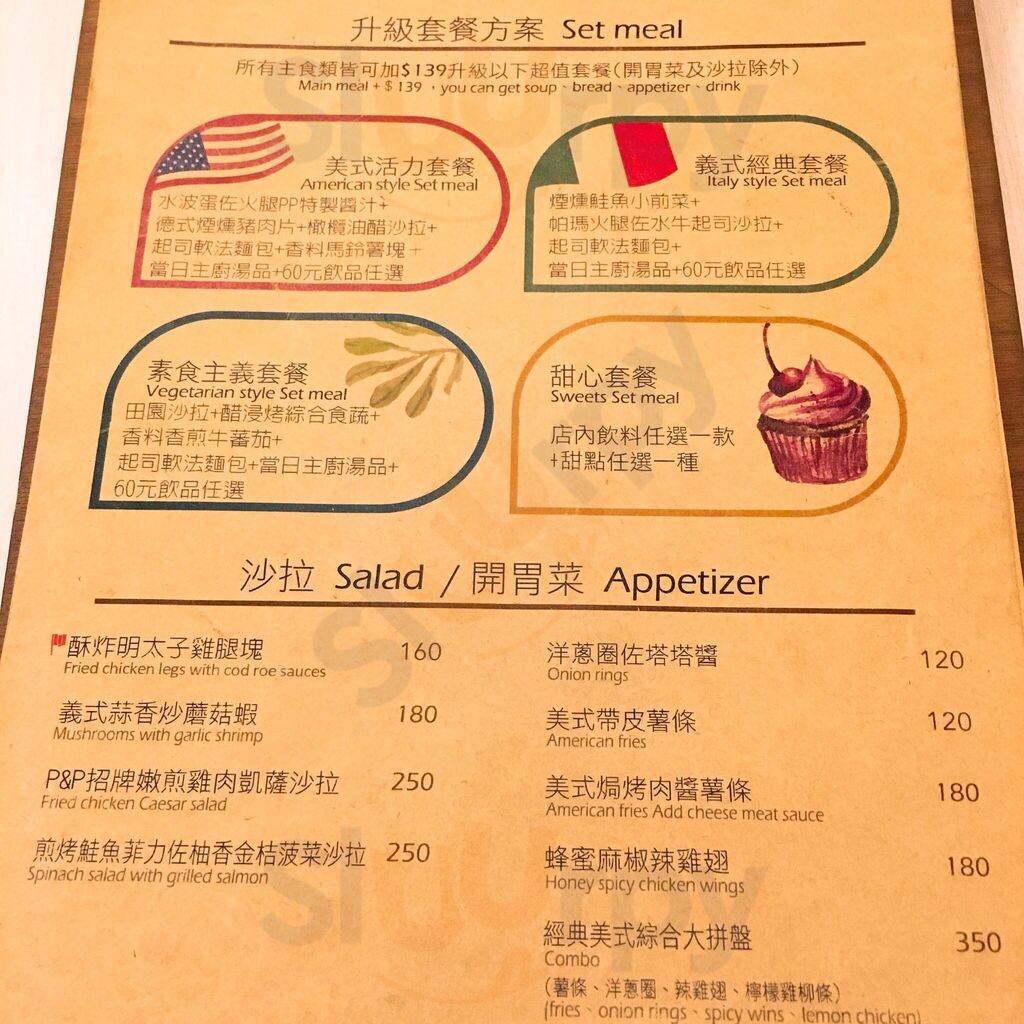 升級套餐方案 Set meal
所有主食類皆可加$139升級以下超值套餐(開胃菜及沙拉除外)
Main meal + $ 139 ，you can get soup、bread、appetizer、drink
美式活力套餐
American style Set meal
水波蛋佐火腿PP特製醬汁+
德式煙燻豬肉片+橄欖油醋沙拉+
起司軟法麵包+香料馬鈴薯塊+
當日主廚湯品+60元飲品任選
義式經典套餐
Italy style Set meal
煙燻鮭魚小前菜+
帕瑪火腿佐水牛起司沙拉+
起司軟法麵包+
當日主廚湯品+60元飲品任選
素食主義套餐
Vegetarian style Set meal
田園沙拉+醋浸烤綜合食蔬+
香料香煎牛蕃茄+
起司軟法麵包+當日主廚湯品+
60元飲品任選
甜心套餐
Sweets Set meal
店內飲料任選一款
+甜點任選一種
沙拉 Salad / 開胃菜 Appetizer
酥炸明太子雞腿塊 160
Fried chicken legs with cod roe sauces
義式蒜香炒蘑菇蝦 180
Mushrooms with garlic shrimp
P&P招牌嫩煎雞肉凱薩沙拉 250
Fried chicken Caesar salad
煎烤鮭魚菲力佐柚香金桔菠菜沙拉 250
Spinach salad with grilled salmon
洋蔥圈佐塔塔醬 120
Onion rings
美式帶皮薯條 120
American fries
美式焗烤肉醬薯條 180
American fries Add cheese meat sauce
蜂蜜麻椒辣雞翅 180
Honey spicy chicken wings
經典美式綜合大拼盤 350
Combo
(薯條、洋蔥圈、辣雞翅、檸檬雞柳條)
(fries、onion rings、spicy wins、lemon chicken)
slurrpy
slurrpy
slurrpy